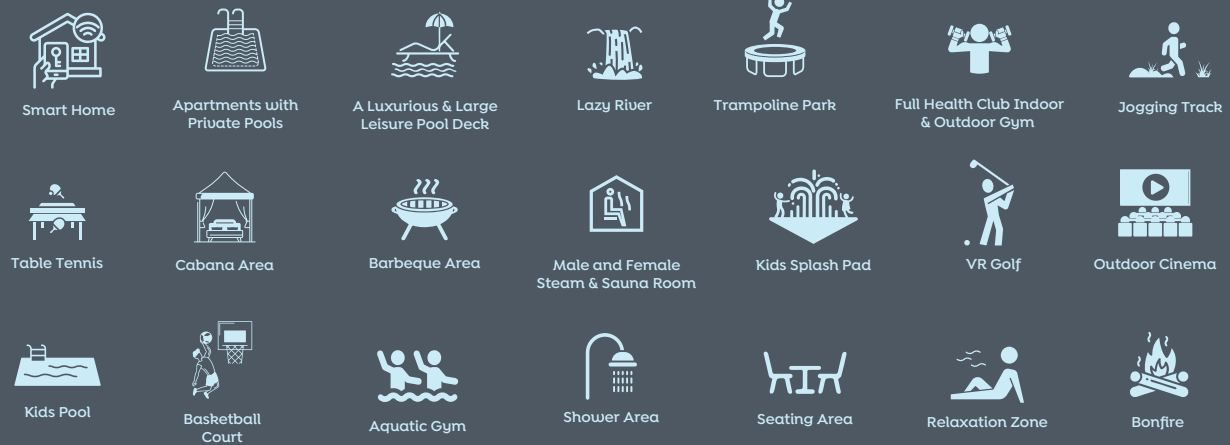 Smart Home
Apartments with
Private Pools
A Luxurious & Large
Leisure Pool Deck
Lazy River
Trampoline Park
Full Health Club Indoor
& Outdoor Gym
Jogging Track
Table Tennis
Cabana Area
Barbeque Area
Male and Female
Steam & Sauna Room
Kids Splash Pad
VR Golf
Outdoor Cinema
Kids Pool
Basketball
Court
Aquatic Gym
Shower Area
Seating Area
Relaxation Zone
Bonfire